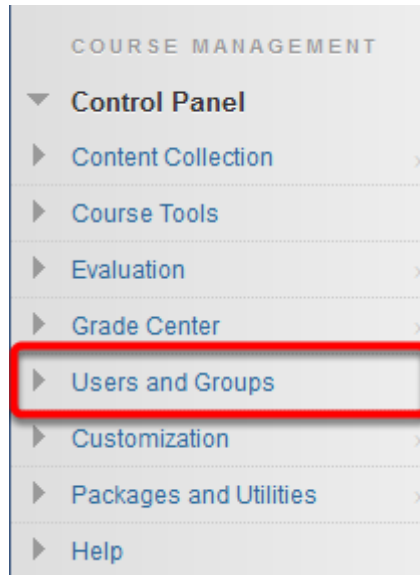 COURSE MANAGEMENT
Control Panel
Content Collection
Course Tools
Evaluation
Grade Center
Users and Groups
Customization
Packages and Utilities
Help